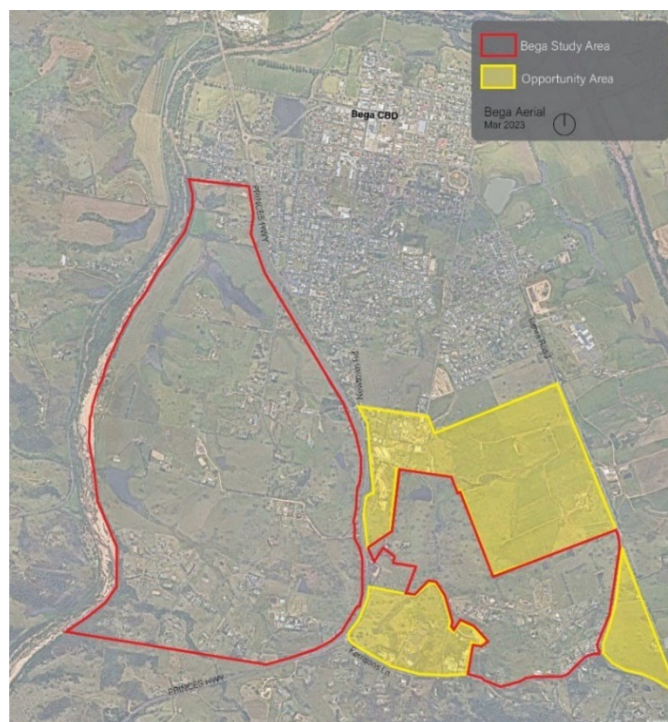 Bega Study Area
Opportunity Area
Bega Aerial
Mar 2023
Bega CBD
PRINCES HWY
PRINCES HWY